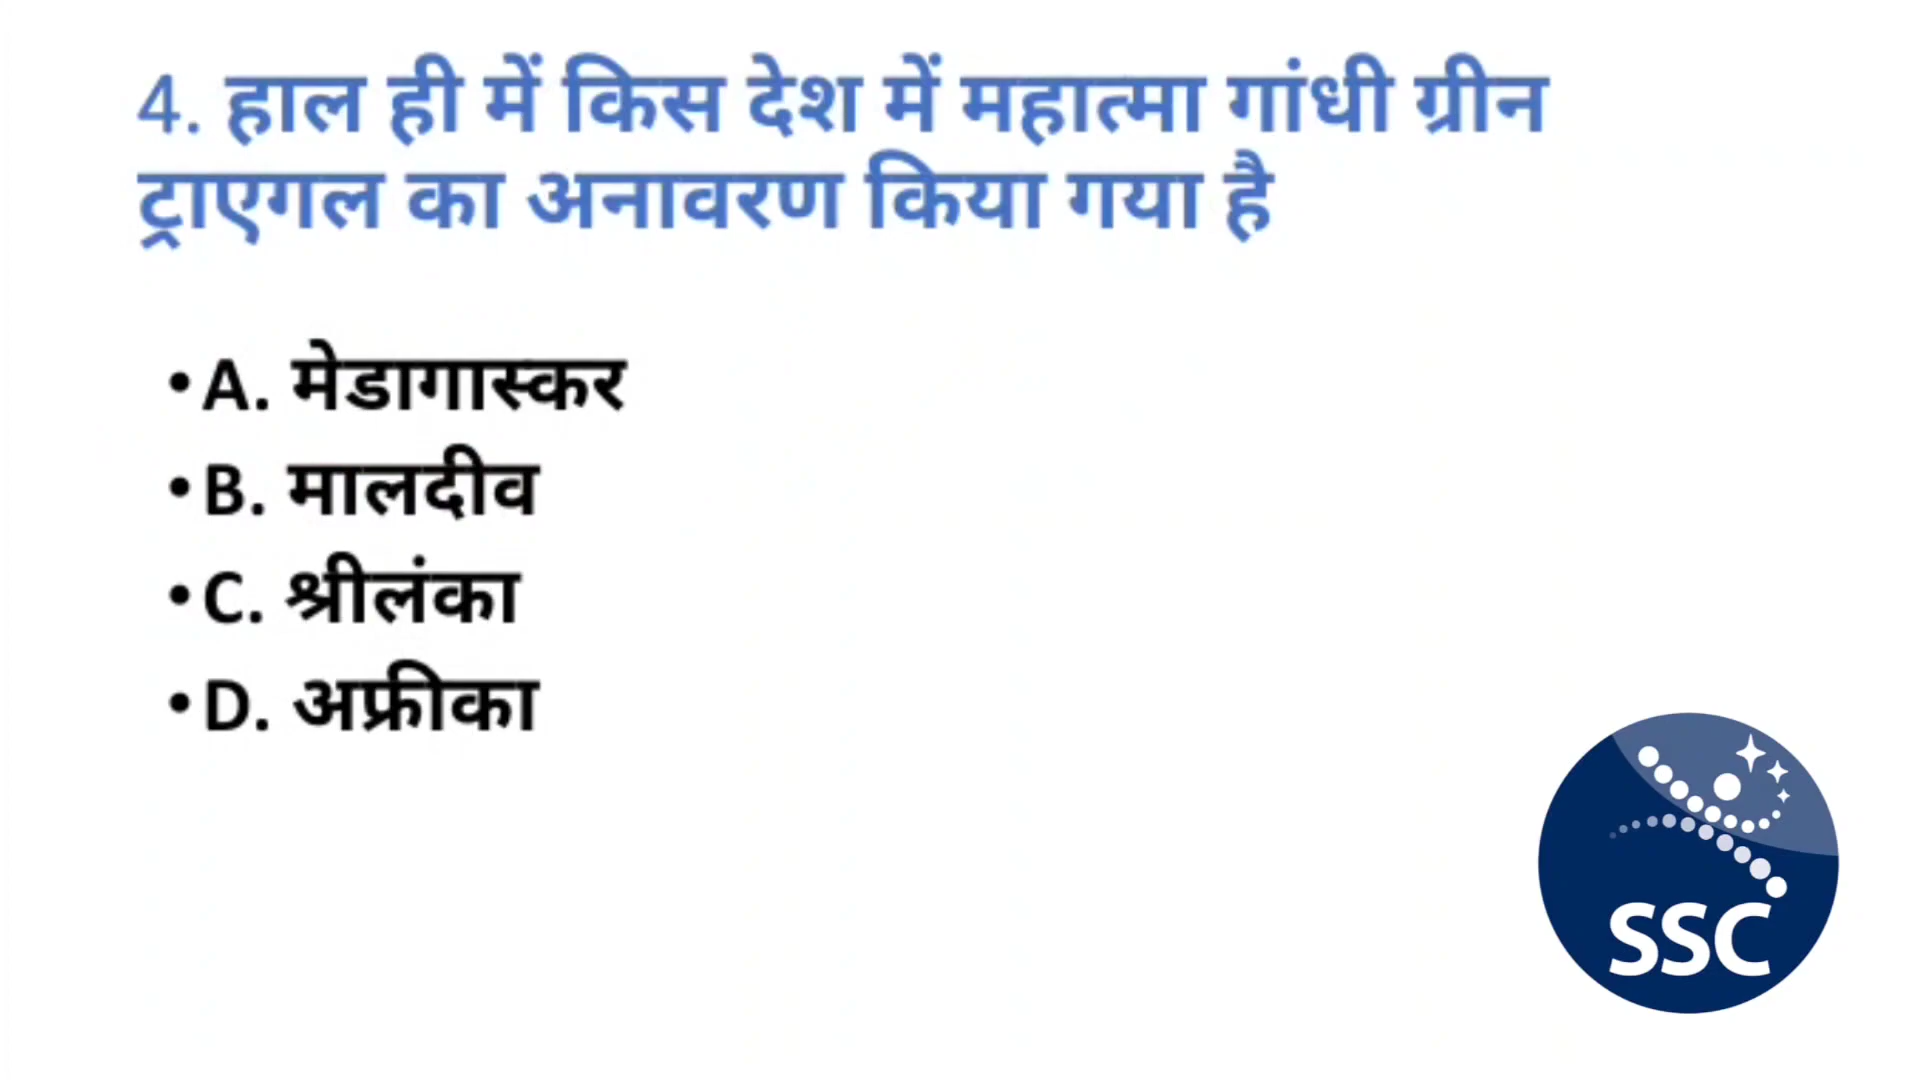 4. हाल ही में किस देश में महात्मा गांधी ग्रीन
ट्राएगल का अनावरण किया गया है
•A. मेडागास्कर
•B. मालदीव
•C. श्रीलंका
•D. अफ्रीका
SSC